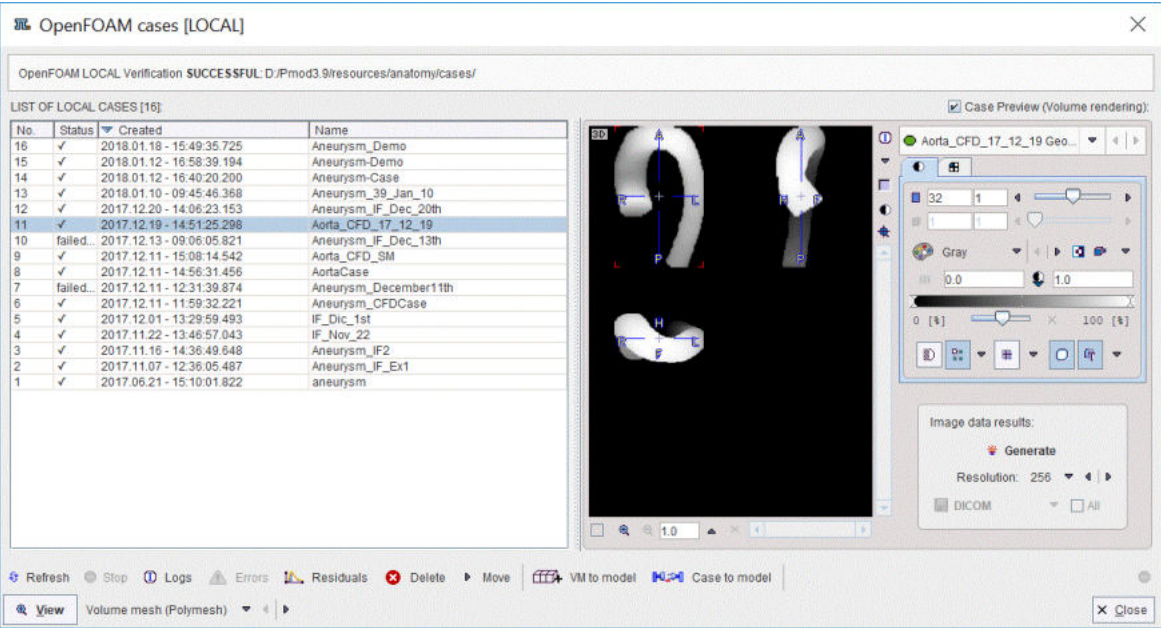 OpenFOAM cases [LOCAL]
OpenFOAM LOCAL Verification SUCCESSFUL: D:/Pmod3.9/resources/anatomy/cases/
LIST OF LOCAL CASES [16]:
Case Preview (Volume rendering):
No. Status Created Name
16 ✓ 2018.01.18 - 15:49:35.725 Aneurysm_Demo
15 ✓ 2018.01.12 - 16:58:39.194 Aneurysm-Demo
14 ✓ 2018.01.12 - 16:40:20.200 Aneurysm-Case
13 ✓ 2018.01.10 - 09:45:46.368 Aneurysm_39_Jan_10
12 ✓ 2017.12.20 - 14:06:23.153 Aneurysm_IF_Dec_20th
11 ✓ 2017.12.19 - 14:51:25.298 Aorta_CFD_17_12_19
10 failed... 2017.12.13 - 09:06:05.821 Aneurysm_IF_Dec_13th
9 ✓ 2017.12.11 - 15:08:14.542 Aorta_CFD_SM
8 ✓ 2017.12.11 - 14:56:31.456 AortaCase
7 failed... 2017.12.11 - 12:31:39.874 Aneurysm_December11th
6 ✓ 2017.12.11 - 11:59:32.221 Aneurysm_CFDCase
5 ✓ 2017.12.01 - 13:29:59.493 IF_Dic_1st
4 ✓ 2017.11.22 - 13:46:57.043 IF_Nov_22
3 ✓ 2017.11.16 - 14:36:49.648 Aneurysm_IF2
2 ✓ 2017.11.07 - 12:36:05.487 Aneurysm_IF_Ex1
1 ✓ 2017.06.21 - 15:10:01.822 aneurysm
3D
A
R L
P
A
H F
P
H
R L
F
1.0
Aorta_CFD_17_12_19 Geo...
32 1
1 1
Gray
0.0 1.0
0 [%] 100 [%]
Image data results:
Generate
Resolution: 256
DICOM All
Refresh Stop Logs Errors Residuals Delete Move VM to model Case to model
View Volume mesh (Polymesh) Close